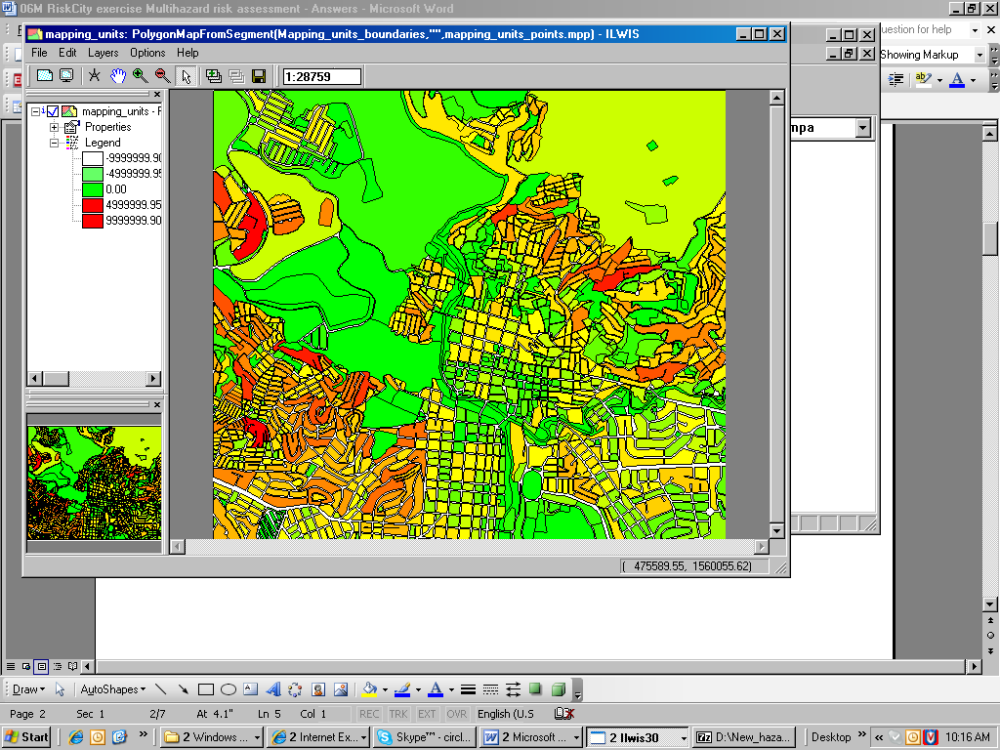 06M RiskCity exercise Multihazard risk assessment - Answers - Microsoft Word
mapping_units: PolygonMapFromSegment(Mapping_units_boundaries,"",mapping_units_points.mpp) - ILWIS
uestion for help
File Edit Layers Options Help
Showing Markup
1:28759
mapping_units - F
Properties
Legend
-9999999.90
-4999999.95
0.00
4999999.95
9999999.90
mpa
( 475589.55, 1560055.62)
Draw AutoShapes
Page 2 Sec 1 2/7 At 4.1" Ln 5 Col 1 REC TRK EXT OVR English (U.S
Start 2 Windows ... 2 Internet Ex... Skype™ - circl... 2 Microsoft ... 2 Ilwis30 D:\New_haza... Desktop 10:16 AM